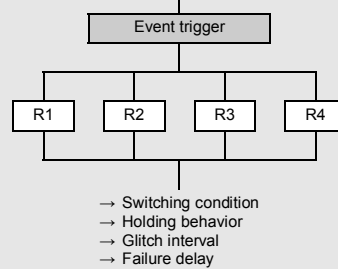 Event trigger
R1 R2 R3 R4
→ Switching condition
→ Holding behavior
→ Glitch interval
→ Failure delay